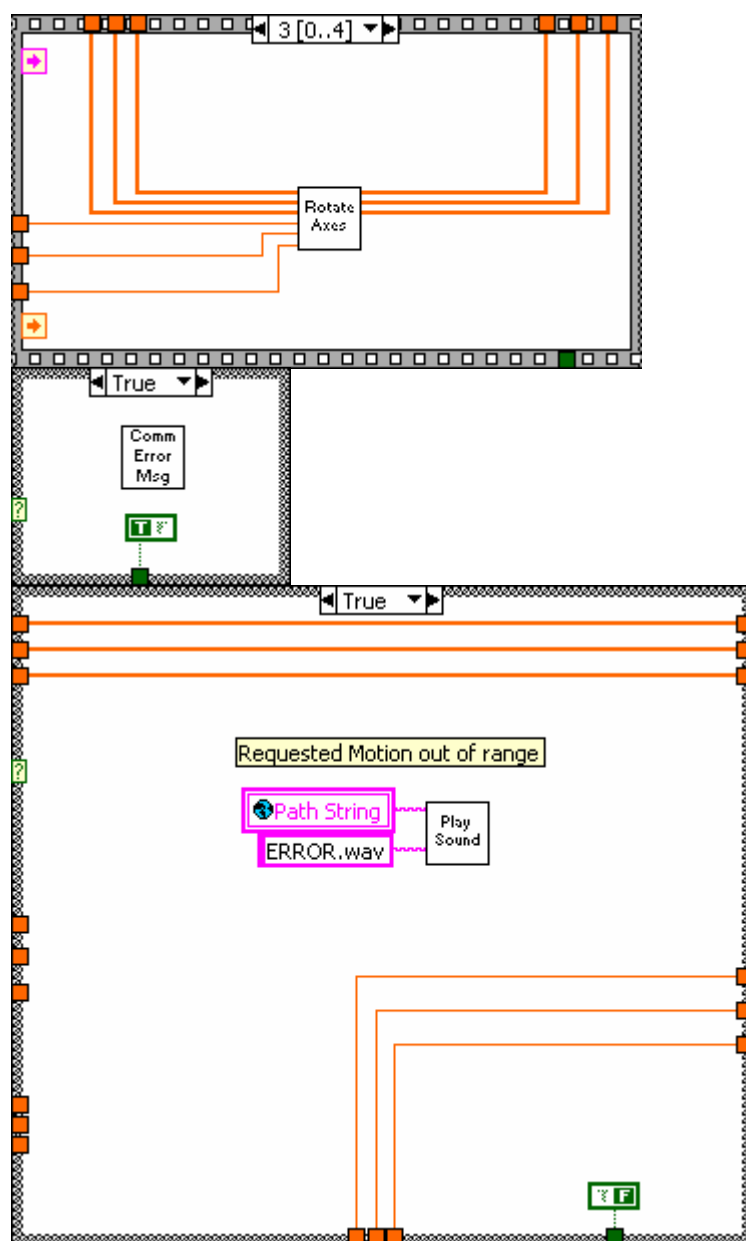 3 [0..4]
Rotate
Axes
True
?
Comm
Error
Msg
T
True
?
Requested Motion out of range
Path String
ERROR.wav
Play
Sound
F